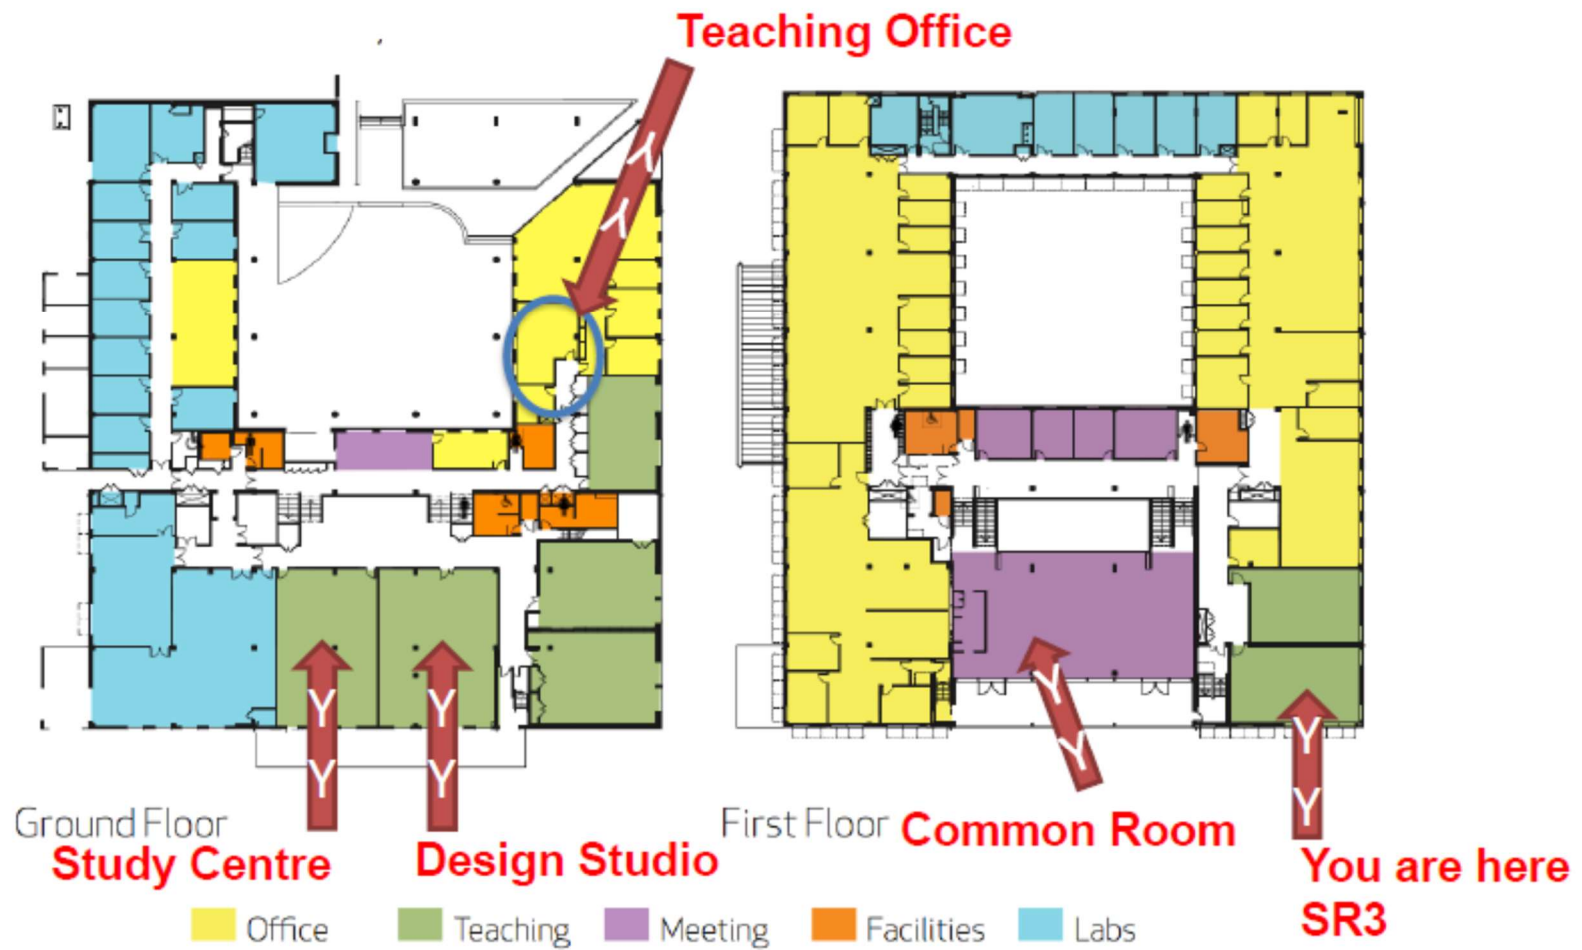 Teaching Office
Y
Y
Y
Y
Y
Y
Y
Y
Y
Y
Ground Floor
Study Centre
Design Studio
First Floor
Common Room
You are here
SR3
Office
Teaching
Meeting
Facilities
Labs